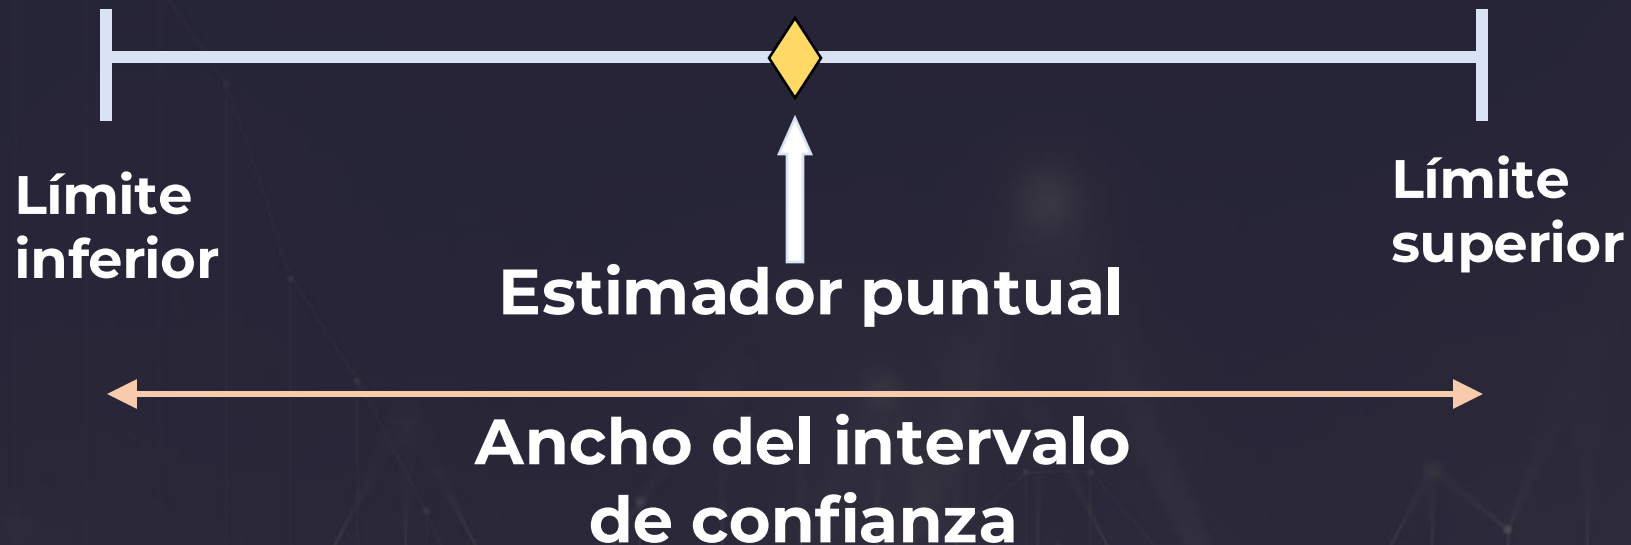 Límite
inferior
Estimador puntual
Límite
superior
Ancho del intervalo
de confianza